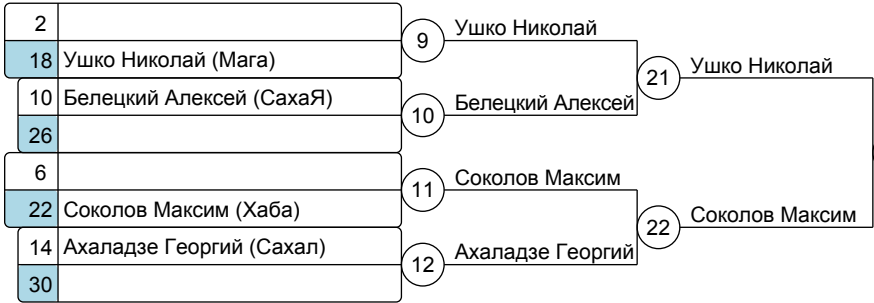 2
18 Ушко Николай (Мага)
10 Белецкий Алексей (СахаЯ)
26
6
22 Соколов Максим (Хаба)
14 Ахаладзе Георгий (Сахал)
30
9 Ушко Николай
10 Белецкий Алексей
11 Соколов Максим
12 Ахаладзе Георгий
21 Ушко Николай
22 Соколов Максим